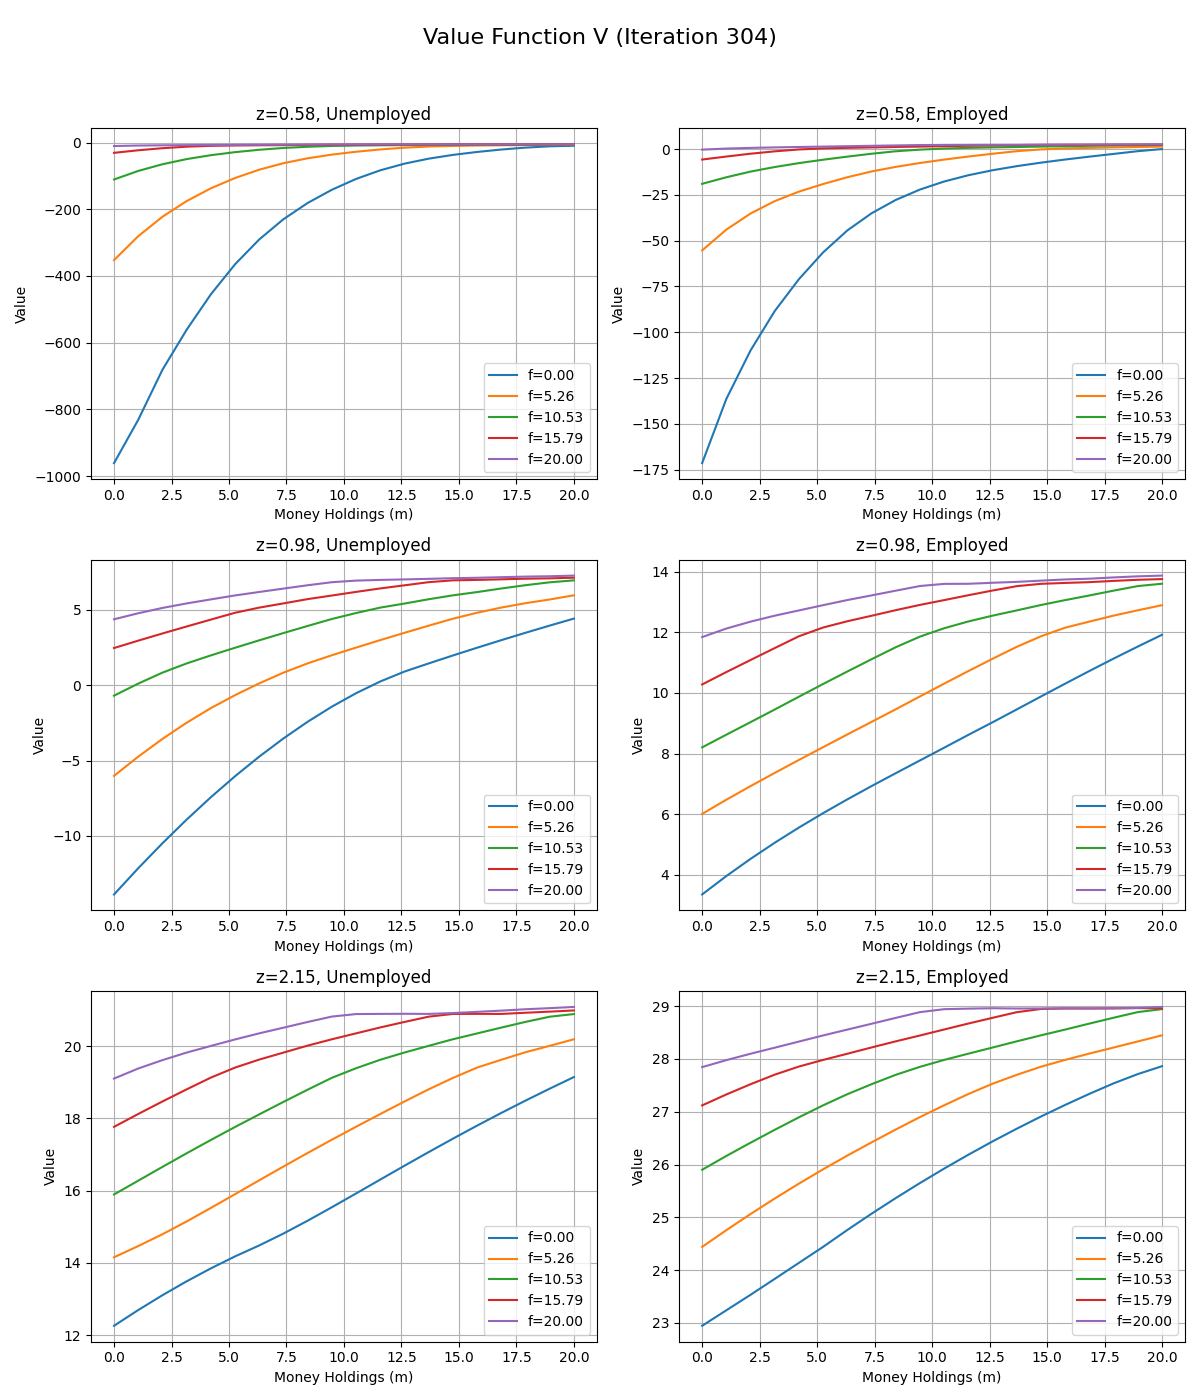 Value Function V (Iteration 304)
z=0.58, Unemployed
0
−200
−400
−600
−800
−1000
Value
0.0 2.5 5.0 7.5 10.0 12.5 15.0 17.5 20.0
Money Holdings (m)
f=0.00
f=5.26
f=10.53
f=15.79
f=20.00
z=0.58, Employed
0
−25
−50
−75
−100
−125
−150
−175
Value
0.0 2.5 5.0 7.5 10.0 12.5 15.0 17.5 20.0
Money Holdings (m)
f=0.00
f=5.26
f=10.53
f=15.79
f=20.00
z=0.98, Unemployed
5
0
−5
−10
Value
0.0 2.5 5.0 7.5 10.0 12.5 15.0 17.5 20.0
Money Holdings (m)
f=0.00
f=5.26
f=10.53
f=15.79
f=20.00
z=0.98, Employed
14
12
10
8
6
4
Value
0.0 2.5 5.0 7.5 10.0 12.5 15.0 17.5 20.0
Money Holdings (m)
f=0.00
f=5.26
f=10.53
f=15.79
f=20.00
z=2.15, Unemployed
20
18
16
14
12
Value
0.0 2.5 5.0 7.5 10.0 12.5 15.0 17.5 20.0
Money Holdings (m)
f=0.00
f=5.26
f=10.53
f=15.79
f=20.00
z=2.15, Employed
29
28
27
26
25
24
23
Value
0.0 2.5 5.0 7.5 10.0 12.5 15.0 17.5 20.0
Money Holdings (m)
f=0.00
f=5.26
f=10.53
f=15.79
f=20.00